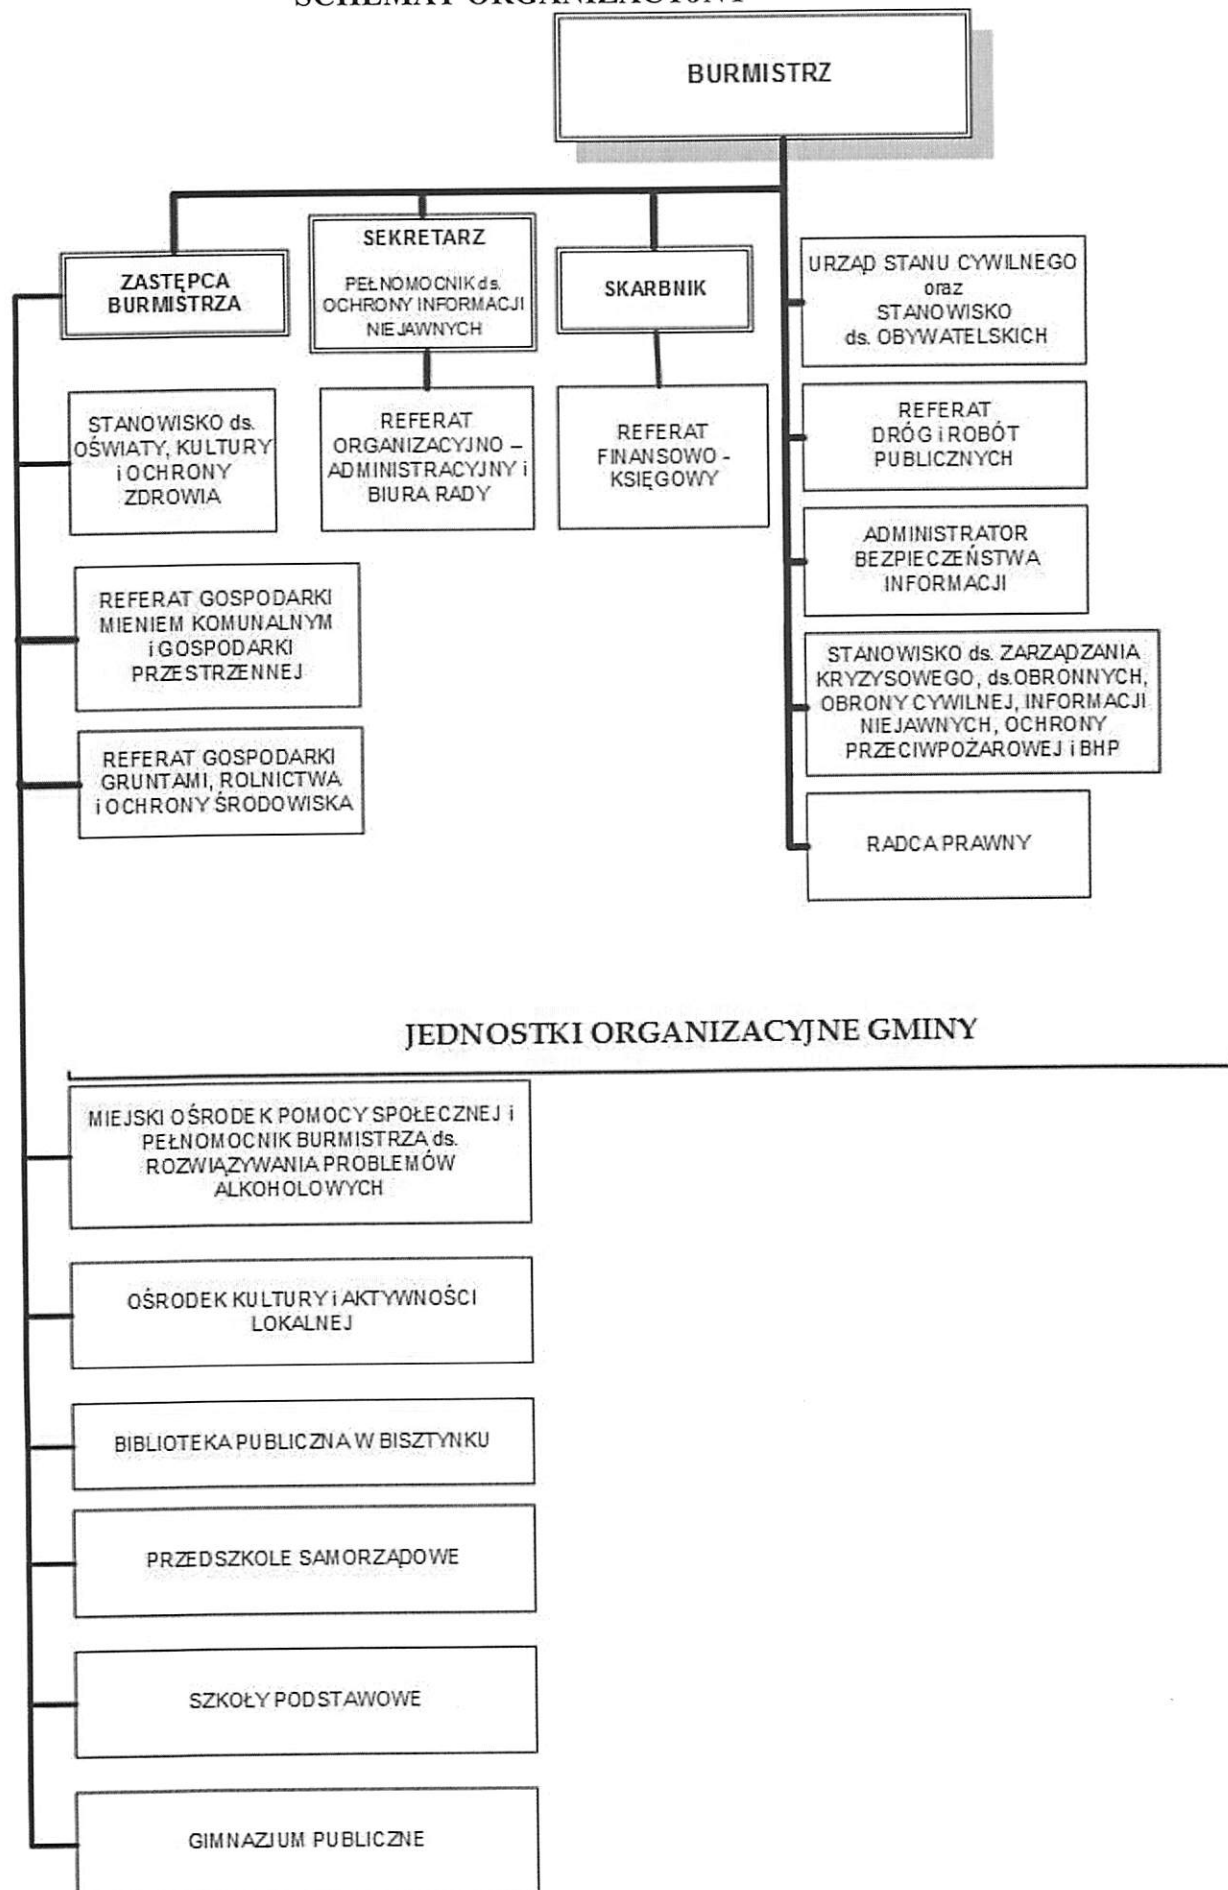 SCHEMAT ORGANIZACYJNY
BURMISTRZ
ZASTĘPCA
BURMISTRZA
SEKRETARZ
PEŁNOMOCNIK ds.
OCHRONY INFORMACJI
NIEJAWNYCH
SKARBNIK
URZĄD STANU CYWILNEGO
oraz
STANOWISKO
ds. OBYWATELSKICH
STANOWISKO ds.
OŚWIATY, KULTURY
i OCHRONY
ZDROWIA
REFERAT
ORGANIZACYJNO –
ADMINISTRACYJNY i
BIURA RADY
REFERAT
FINANSOWO -
KSIĘGOWY
REFERAT
DRÓG i ROBÓT
PUBLICZNYCH
ADMINISTRATOR
BEZPIECZEŃSTWA
INFORMACJI
REFERAT GOSPODARKI
MIENIEM KOMUNALNYM
i GOSPODARKI
PRZESTRZENNEJ
STANOWISKO ds. ZARZĄDZANIA
KRYZYSOWEGO, ds.OBRONNYCH,
OBRONY CYWILNEJ, INFORMACJI
NIEJAWNYCH, OCHRONY
PRZECIWPOŻAROWEJ i BHP
REFERAT GOSPODARKI
GRUNTAMI, ROLNICTWA
i OCHRONY ŚRODOWISKA
RADCA PRAWNY
JEDNOSTKI ORGANIZACYJNE GMINY
MIEJSKI OŚRODEK POMOCY SPOŁECZNEJ i
PEŁNOMOCNIK BURMISTRZA ds.
ROZWIĄZYWANIA PROBLEMÓW
ALKOHOLOWYCH
OŚRODEK KULTURY i AKTYWNOŚCI
LOKALNEJ
BIBLIOTEKA PUBLICZNA W BISZTYNKU
PRZEDSZKOLE SAMORZĄDOWE
SZKOŁY PODSTAWOWE
GIMNAZJUM PUBLICZNE